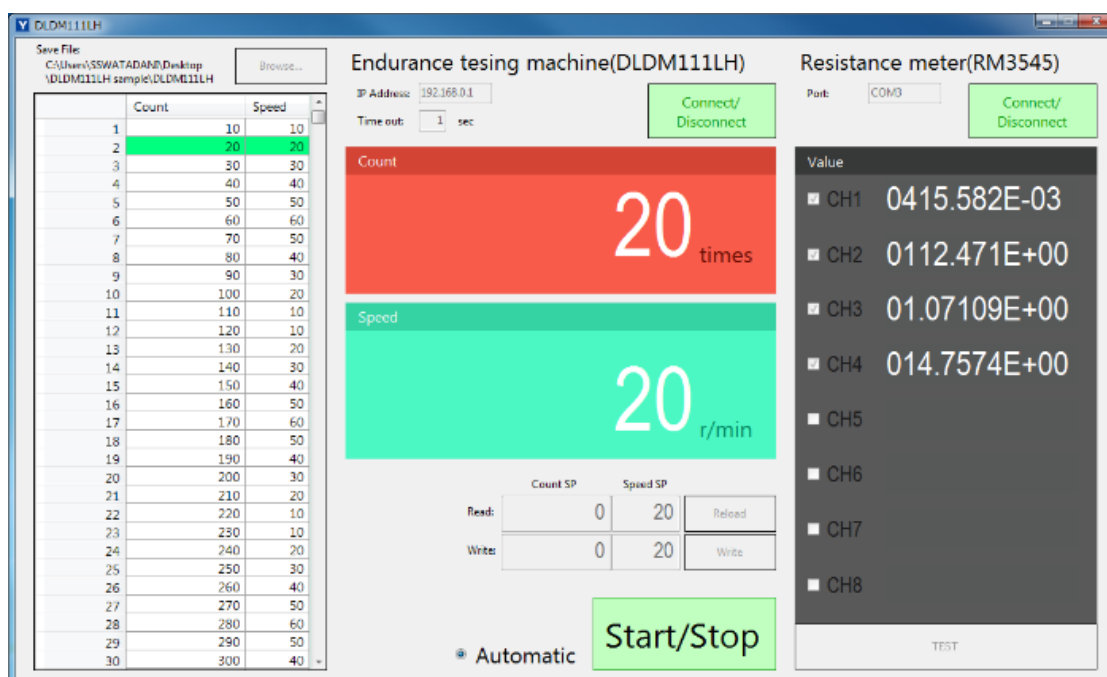 DLDM111LH
Save File:
C:\Users\SSWATADANI\Desktop
\DLDM111LH sample\DLDM111LH
Browse...
Count Speed
1 10 10
2 20 20
3 30 30
4 40 40
5 50 50
6 60 60
7 70 50
8 80 40
9 90 30
10 100 20
11 110 10
12 120 10
13 130 20
14 140 30
15 150 40
16 160 50
17 170 60
18 180 50
19 190 40
20 200 30
21 210 20
22 220 10
23 230 10
24 240 20
25 250 30
26 260 40
27 270 50
28 280 60
29 290 50
30 300 40
Endurance tesing machine(DLDM111LH)
IP Address: 192.168.0.1
Time out: 1 sec
Connect/
Disconnect
Count
20 times
Speed
20 r/min
Count SP Speed SP
Read: 0 20 Reload
Write: 0 20 Write
Automatic
Start/Stop
Resistance meter(RM3545)
Port: COM3
Connect/
Disconnect
Value
CH1 0415.582E-03
CH2 0112.471E+00
CH3 01.07109E+00
CH4 014.7574E+00
CH5
CH6
CH7
CH8
TEST